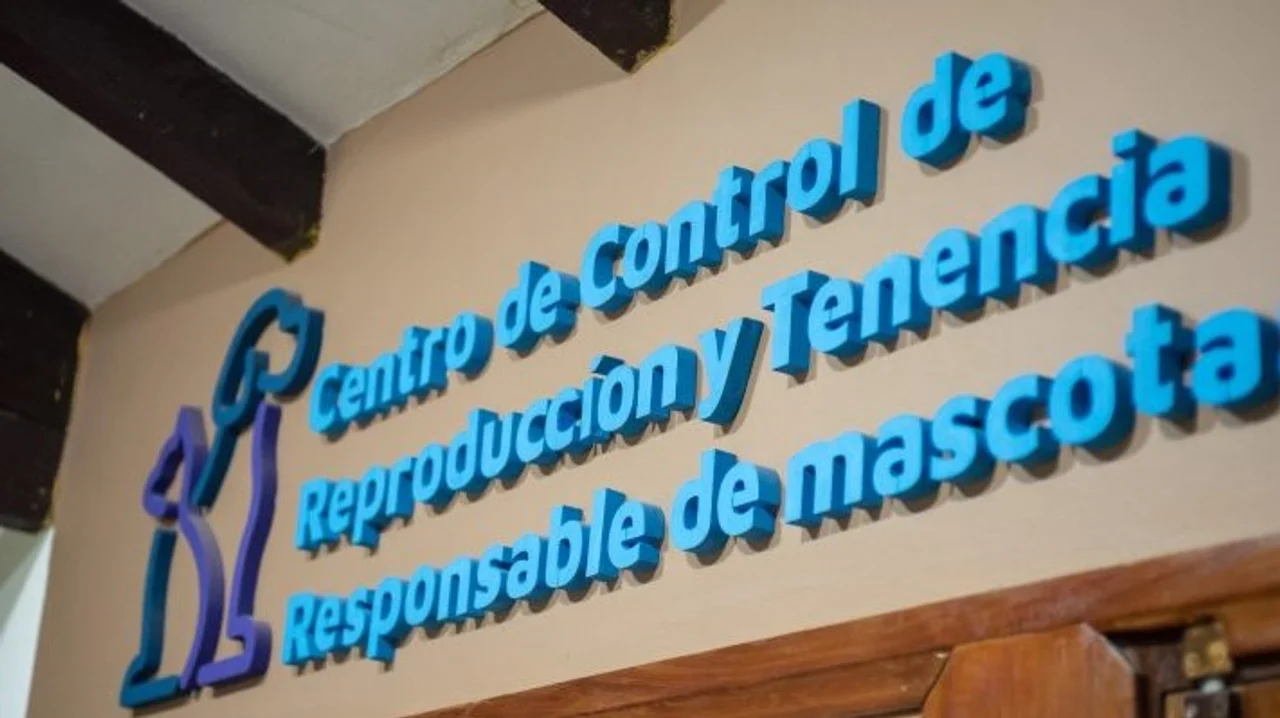 Centro de Control de
Reproducción y Tenencia
Responsable de mascota